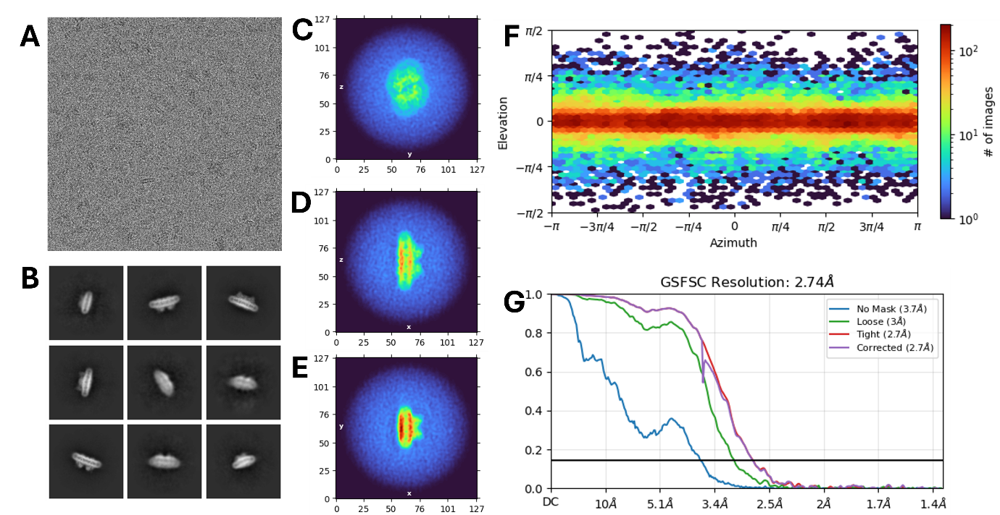 A
B
C
127
101
76
z
50
25
0
y
0 25 50 76 101 127
D
127
101
76
z
50
25
0
x
0 25 50 76 101 127
E
127
101
76
y
50
25
0
x
0 25 50 76 101 127
F
π/2
π/4
0
−π/4
−π/2
Elevation
−π −3π/4 −π/2 −π/4 0 π/4 π/2 3π/4 π
Azimuth
10²
10¹
10⁰
# of images
G
GSFSC Resolution: 2.74Å
1.0
0.8
0.6
0.4
0.2
0.0
No Mask (3.7Å)
Loose (3Å)
Tight (2.7Å)
Corrected (2.7Å)
DC 10Å 5.1Å 3.4Å 2.5Å 2Å 1.7Å 1.4Å